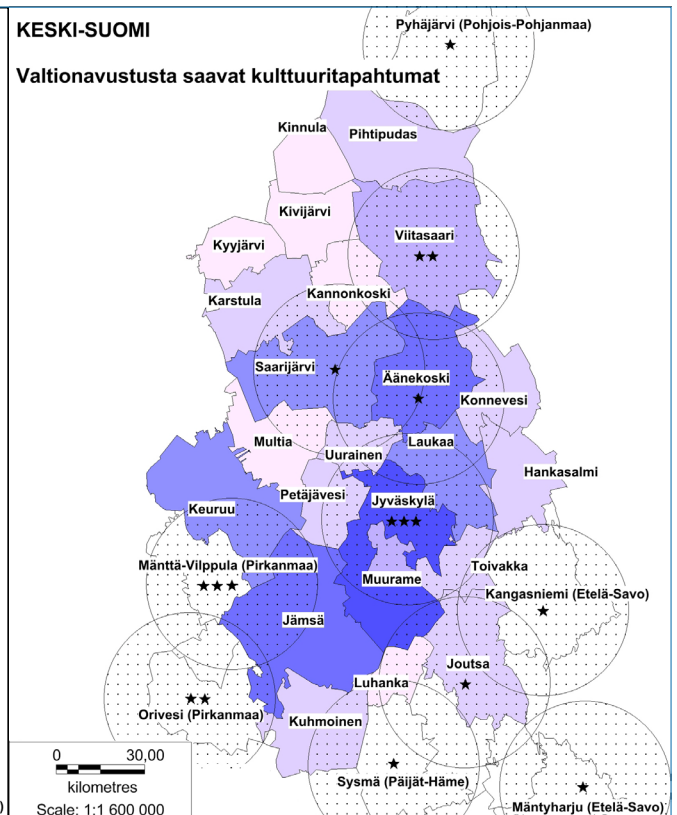 KESKI-SUOMI
Pyhäjärvi (Pohjois-Pohjanmaa)
Valtionavustusta saavat kulttuuritapahtumat
Kinnula
Pihtipudas
Kivijärvi
Viitasaari
Kyyjärvi
Kannonkoski
Karstula
Saarijärvi
Äänekoski
Konnevesi
Multia
Laukaa
Uurainen
Hankasalmi
Petäjävesi
Jyväskylä
Keuruu
Mänttä-Vilppula (Pirkanmaa)
Toivakka
Muurame
Kangasniemi (Etelä-Savo)
Jämsä
Joutsa
Luhanka
Orivesi (Pirkanmaa)
Kuhmoinen
0 30,00
kilometres
Scale: 1:1 600 000
Sysmä (Päijät-Häme)
Mäntyharju (Etelä-Savo)
)